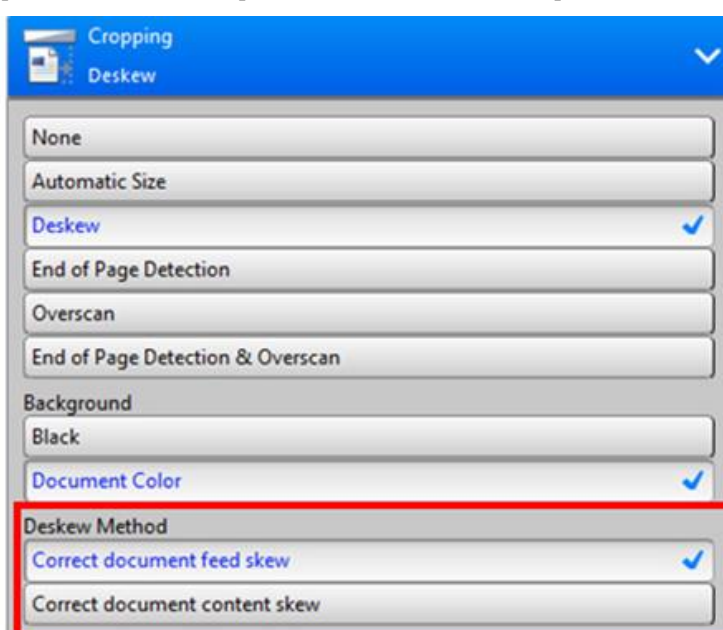 Cropping
Deskew
None
Automatic Size
Deskew
End of Page Detection
Overscan
End of Page Detection & Overscan
Background
Black
Document Color
Deskew Method
Correct document feed skew
Correct document content skew